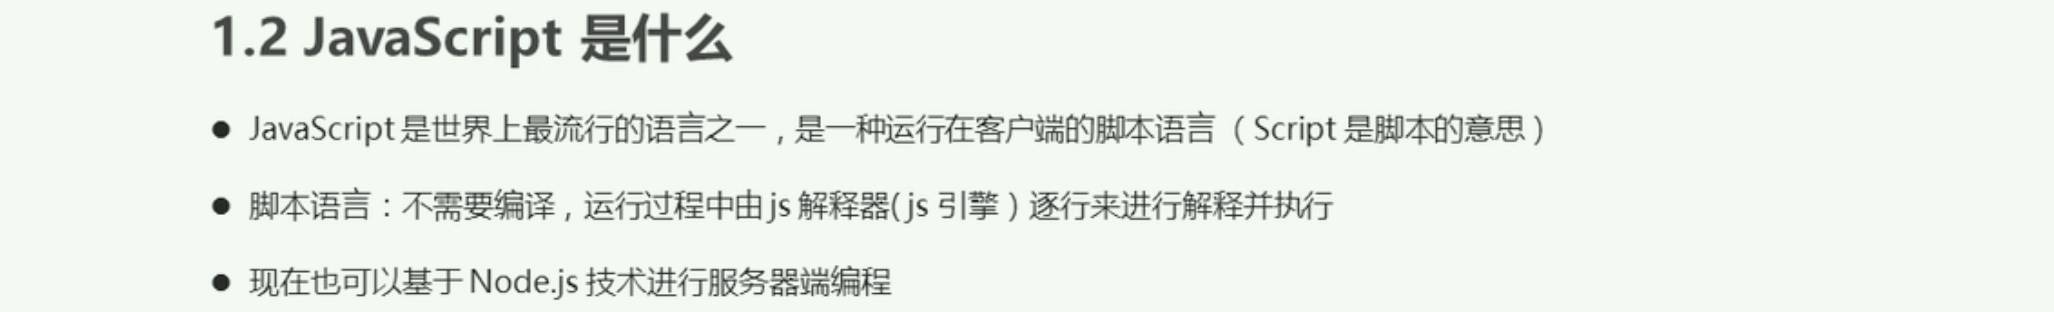 1.2 JavaScript 是什么
● JavaScript 是世界上最流行的语言之一，是一种运行在客户端的脚本语言 （Script 是脚本的意思）
● 脚本语言：不需要编译，运行过程中由 js 解释器( js 引擎 ）逐行来进行解释并执行
● 现在也可以基于 Node.js 技术进行服务器端编程